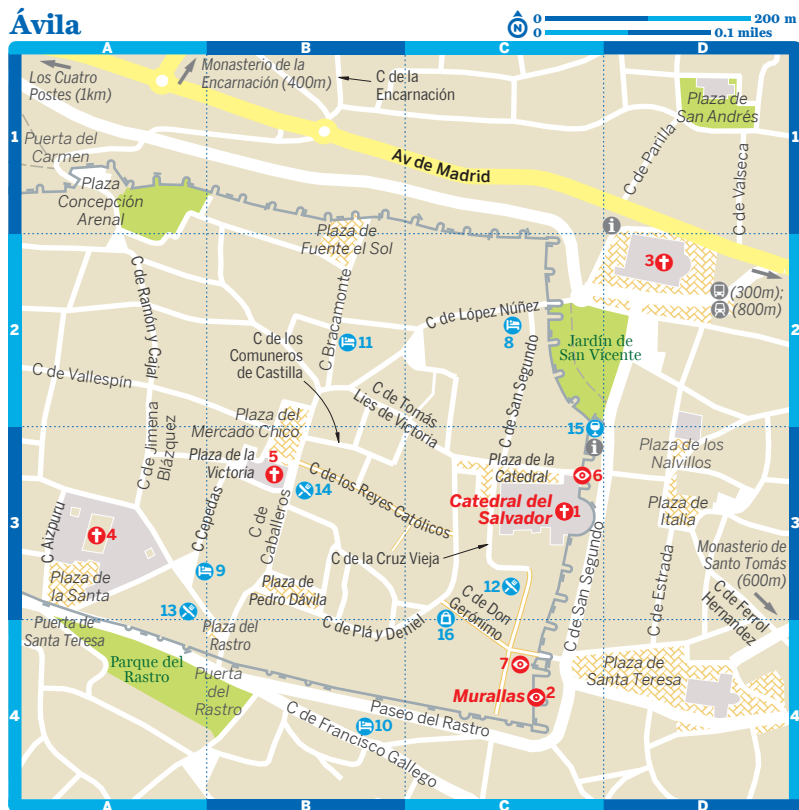 Ávila
N
0 200 m
0 0.1 miles
A B C D
Los Cuatro
Postes (1km)
Monasterio de la
Encarnación (400m)
C de la
Encarnación
Plaza de
San Andrés
1
1
Puerta del
Carmen
Av de Madrid
C de Parilla
C de Valseca
Plaza
Concepción
Arenal
Plaza de
Fuente el Sol
i
3
(300m);
(800m)
2
2
C de Ramón y Cajal
C Bracamonte
11
C de López Núñez
8
Jardín de
San Vicente
C de los
Comuneros
de Castilla
C de San Segundo
C de Vallespín
C de Tomás
Lies de Victoria
Plaza del
Mercado Chico
15
i
C de Jimena
Blázquez
Plaza de la
Victoria
5
Plaza de la
Catedral
6
Plaza de los
Nalvillos
14
C de los Reyes Católicos
Catedral del
Salvador
1
Plaza de
Italia
3
3
C Aizpuru
4
C Cepedas
C de
Caballeros
C de la Cruz Vieja
C de San Segundo
C de Estrada
Monasterio de
Santo Tomás
(600m)
9
Plaza de
la Santa
Plaza de
Pedro Dávila
12
C de Don
Gerónimo
C de Ferrol
Hernandez
13
Puerta de
Santa Teresa
Plaza del
Rastro
C de Plá y Deniel
16
Parque del
Rastro
Puerta
del
Rastro
7
Plaza de
Santa Teresa
Murallas
2
4
4
Paseo del Rastro
10
C de Francisco Gallego
A B C D